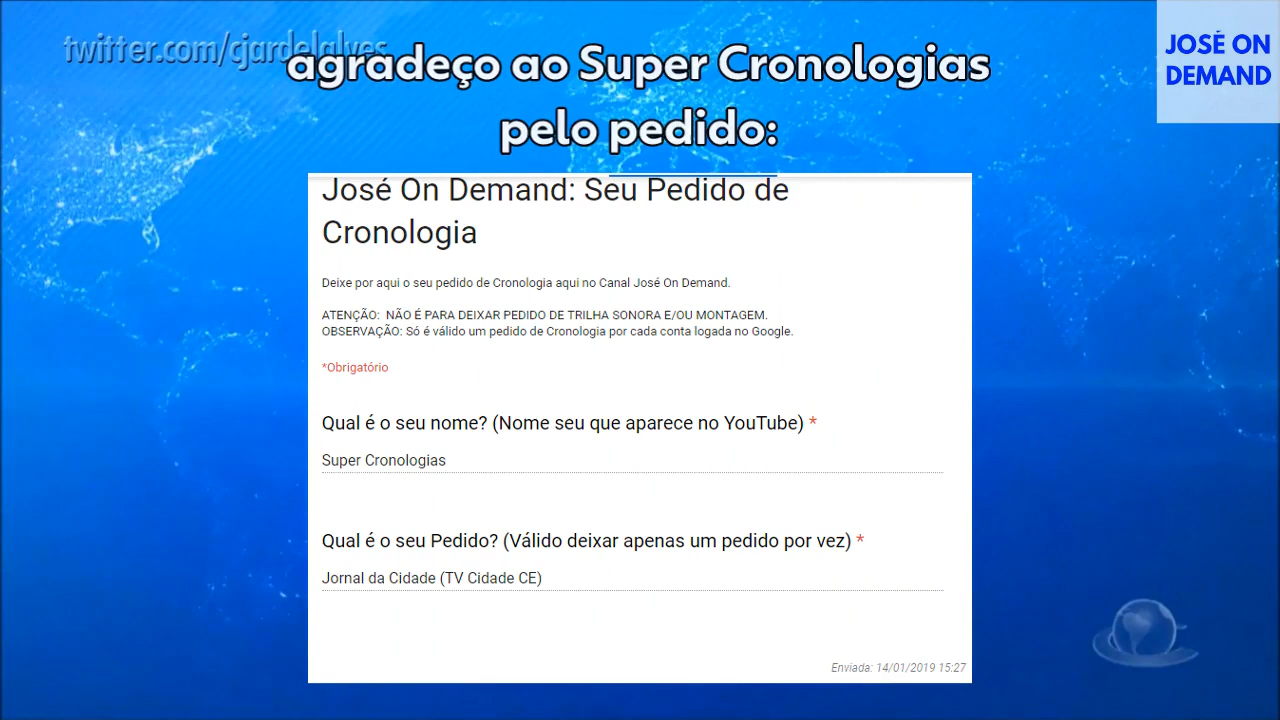 twitter.com/cjardelalves
agradeço ao Super Cronologias
pelo pedido:
JOSÉ ON
DEMAND
José On Demand: Seu Pedido de
Cronologia
Deixe por aqui o seu pedido de Cronologia aqui no Canal José On Demand.
ATENÇÃO: NÃO É PARA DEIXAR PEDIDO DE TRILHA SONORA E/OU MONTAGEM.
OBSERVAÇÃO: Só é válido um pedido de Cronologia por cada conta logada no Google.
*Obrigatório
Qual é o seu nome? (Nome seu que aparece no YouTube) *
Super Cronologias
Qual é o seu Pedido? (Válido deixar apenas um pedido por vez) *
Jornal da Cidade (TV Cidade CE)
Enviada: 14/01/2019 15:27